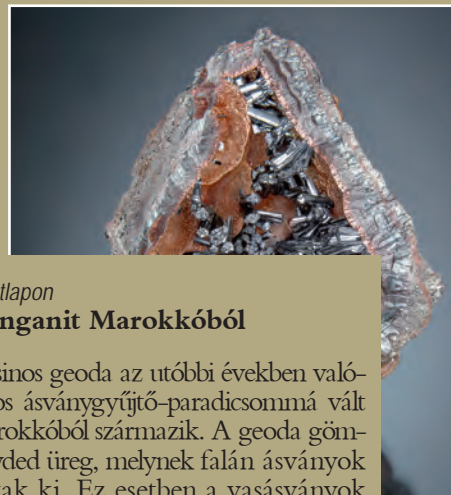 tlapon
nganit Marokkóból
sinos geoda az utóbbi években való-
os ásványgyűjtő-paradicsommá vált
rokkóból származik. A geoda göm-
yded üreg, melynek falán ásványok
ak ki. Ez esetben a vasásványok